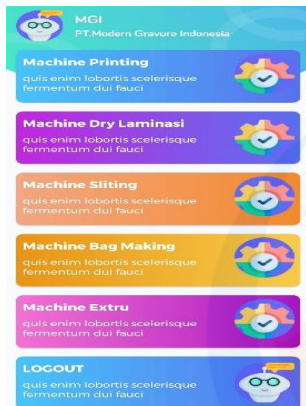 MGI
PT.Modern Gravure Indonesia
Machine Printing
quis enim lobortis scelerisque
fermentum dui fauci
Machine Dry Laminasi
quis enim lobortis scelerisque
fermentum dui fauci
Machine Sliting
quis enim lobortis scelerisque
fermentum dui fauci
Machine Bag Making
quis enim lobortis scelerisque
fermentum dui fauci
Machine Extru
quis enim lobortis scelerisque
fermentum dui fauci
LOGOUT
quis enim lobortis scelerisque
fermentum dui fauci